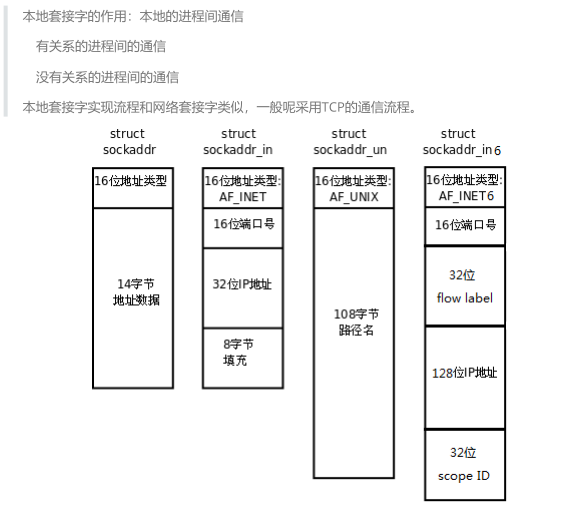 本地套接字的作用：本地的进程间通信
有关系的进程间的通信
没有关系的进程间的通信
本地套接字实现流程和网络套接字类似，一般呢采用TCP的通信流程。
struct
sockaddr
16位地址类型
14字节
地址数据
struct
sockaddr_in
16位地址类型:
AF_INET
16位端口号
32位IP地址
8字节
填充
struct
sockaddr_un
16位地址类型:
AF_UNIX
108字节
路径名
struct
sockaddr_in6
16位地址类型:
AF_INET6
16位端口号
32位
flow label
128位IP地址
32位
scope ID